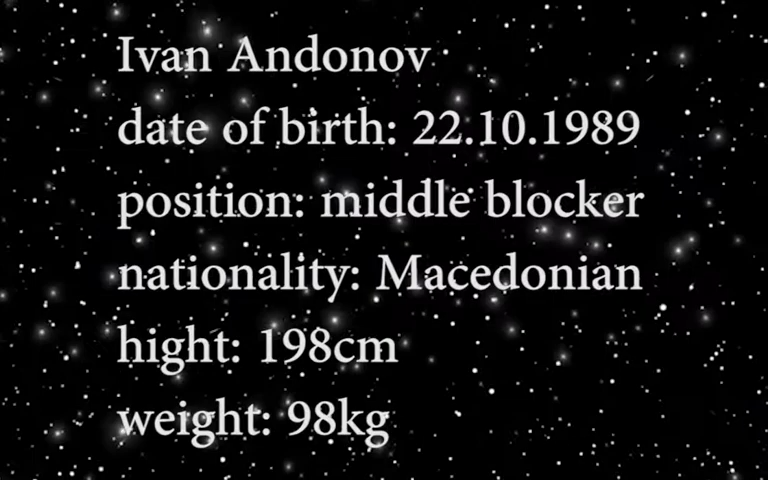 Ivan Andonov
date of birth: 22.10.1989
position: middle blocker
nationality: Macedonian
hight: 198cm
weight: 98kg